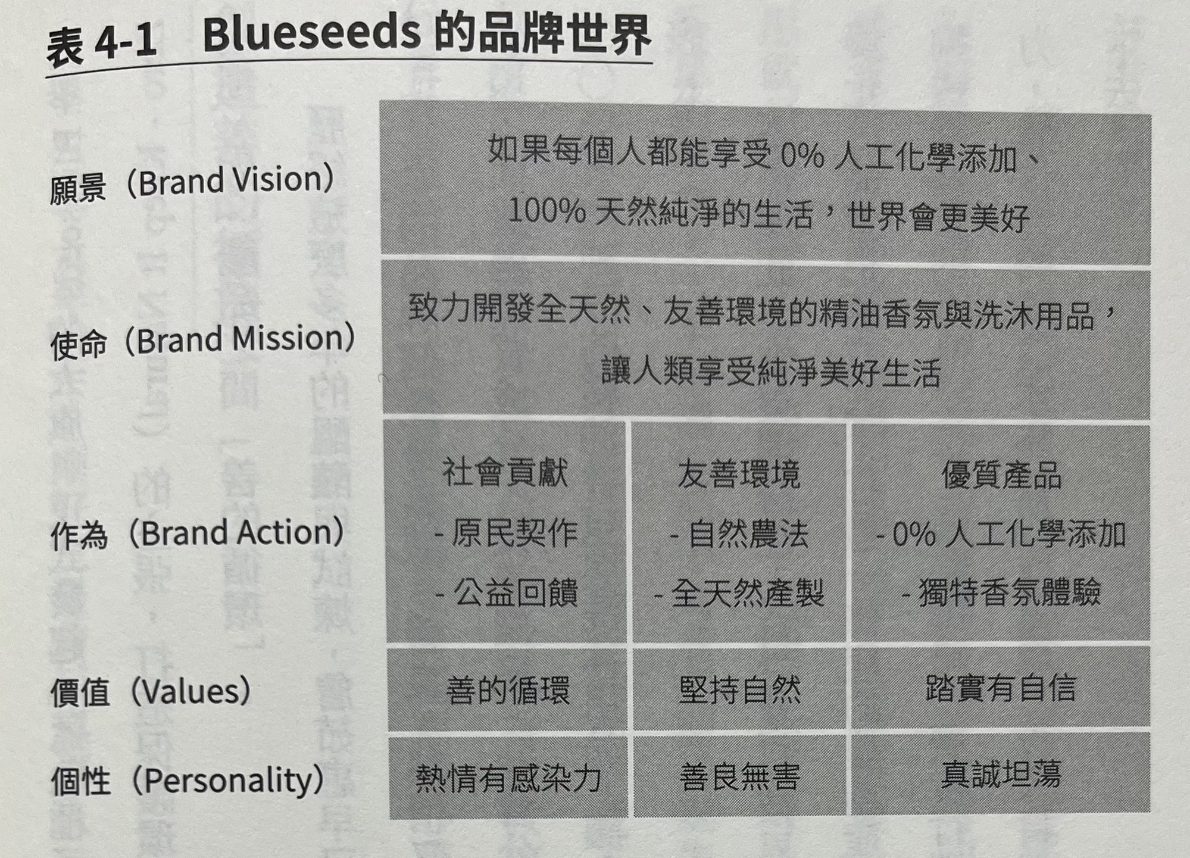 表 4-1 Blueseeds 的品牌世界
願景（Brand Vision）
如果每個人都能享受 0% 人工化學添加、
100% 天然純淨的生活，世界會更美好
使命（Brand Mission）
致力開發全天然、友善環境的精油香氛與洗沐用品，
讓人類享受純淨美好生活
作為（Brand Action）
社會貢獻
- 原民契作
- 公益回饋
友善環境
- 自然農法
- 全天然產製
優質產品
- 0% 人工化學添加
- 獨特香氛體驗
價值（Values）
善的循環
堅持自然
踏實有自信
個性（Personality）
熱情有感染力
善良無害
真誠坦蕩